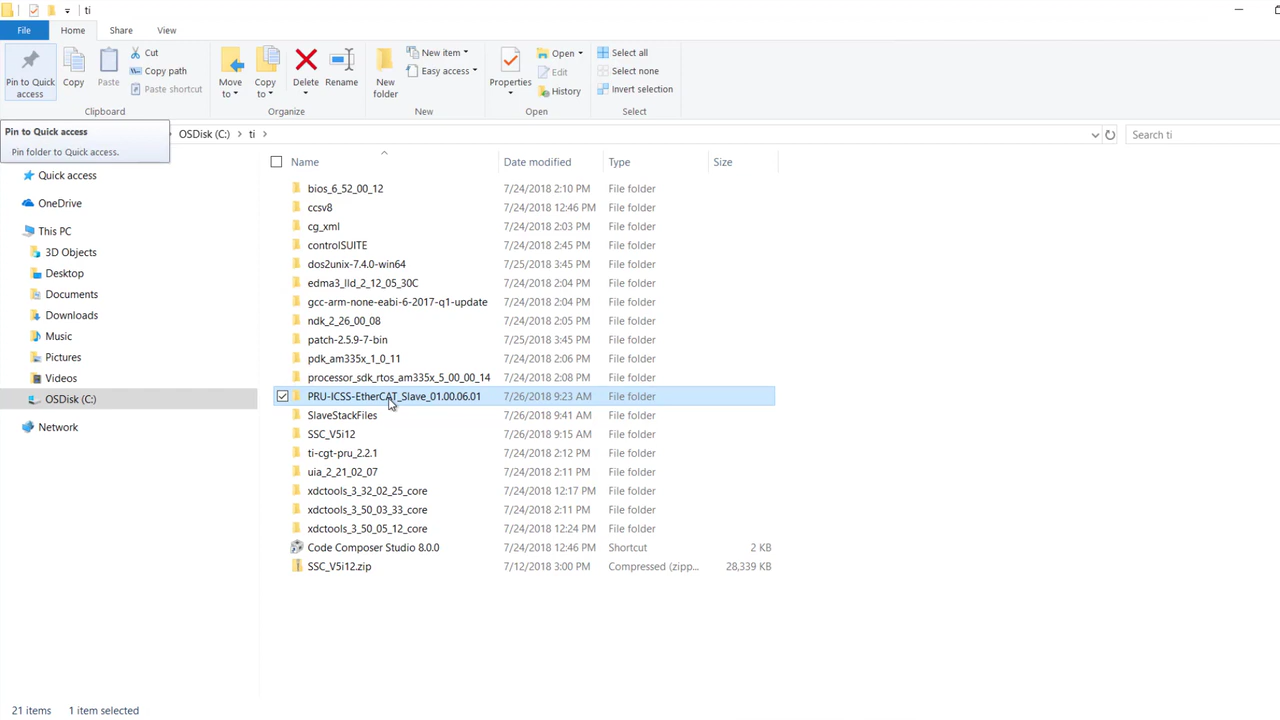 ti
File Home Share View
Pin to Quick access
Copy
Paste
Cut
Copy path
Paste shortcut
Clipboard
Move to
Copy to
Delete
Rename
Organize
New folder
New item
Easy access
New
Properties
Open
Edit
History
Open
Select all
Select none
Invert selection
Select
Pin to Quick access
Pin folder to Quick access.
OSDisk (C:) > ti >
Search ti
Quick access
OneDrive
This PC
3D Objects
Desktop
Documents
Downloads
Music
Pictures
Videos
OSDisk (C:)
Network
Name Date modified Type Size
bios_6_52_00_12 7/24/2018 2:10 PM File folder
ccsv8 7/24/2018 12:46 PM File folder
cg_xml 7/24/2018 2:03 PM File folder
controlSUITE 7/24/2018 2:45 PM File folder
dos2unix-7.4.0-win64 7/25/2018 3:45 PM File folder
edma3_lld_2_12_05_30C 7/24/2018 2:04 PM File folder
gcc-arm-none-eabi-6-2017-q1-update 7/24/2018 2:04 PM File folder
ndk_2_26_00_08 7/24/2018 2:05 PM File folder
patch-2.5.9-7-bin 7/25/2018 3:45 PM File folder
pdk_am335x_1_0_11 7/24/2018 2:06 PM File folder
processor_sdk_rtos_am335x_5_00_00_14 7/24/2018 2:08 PM File folder
PRU-ICSS-EtherCAT_Slave_01.00.06.01 7/26/2018 9:23 AM File folder
SlaveStackFiles 7/26/2018 9:41 AM File folder
SSC_V5i12 7/26/2018 9:15 AM File folder
ti-cgt-pru_2.2.1 7/24/2018 2:12 PM File folder
uia_2_21_02_07 7/24/2018 2:11 PM File folder
xdctools_3_32_02_25_core 7/24/2018 12:17 PM File folder
xdctools_3_50_03_33_core 7/24/2018 2:11 PM File folder
xdctools_3_50_05_12_core 7/24/2018 12:24 PM File folder
Code Composer Studio 8.0.0 7/24/2018 12:46 PM Shortcut 2 KB
SSC_V5i12.zip 7/12/2018 3:00 PM Compressed (zipp... 28,339 KB
21 items 1 item selected